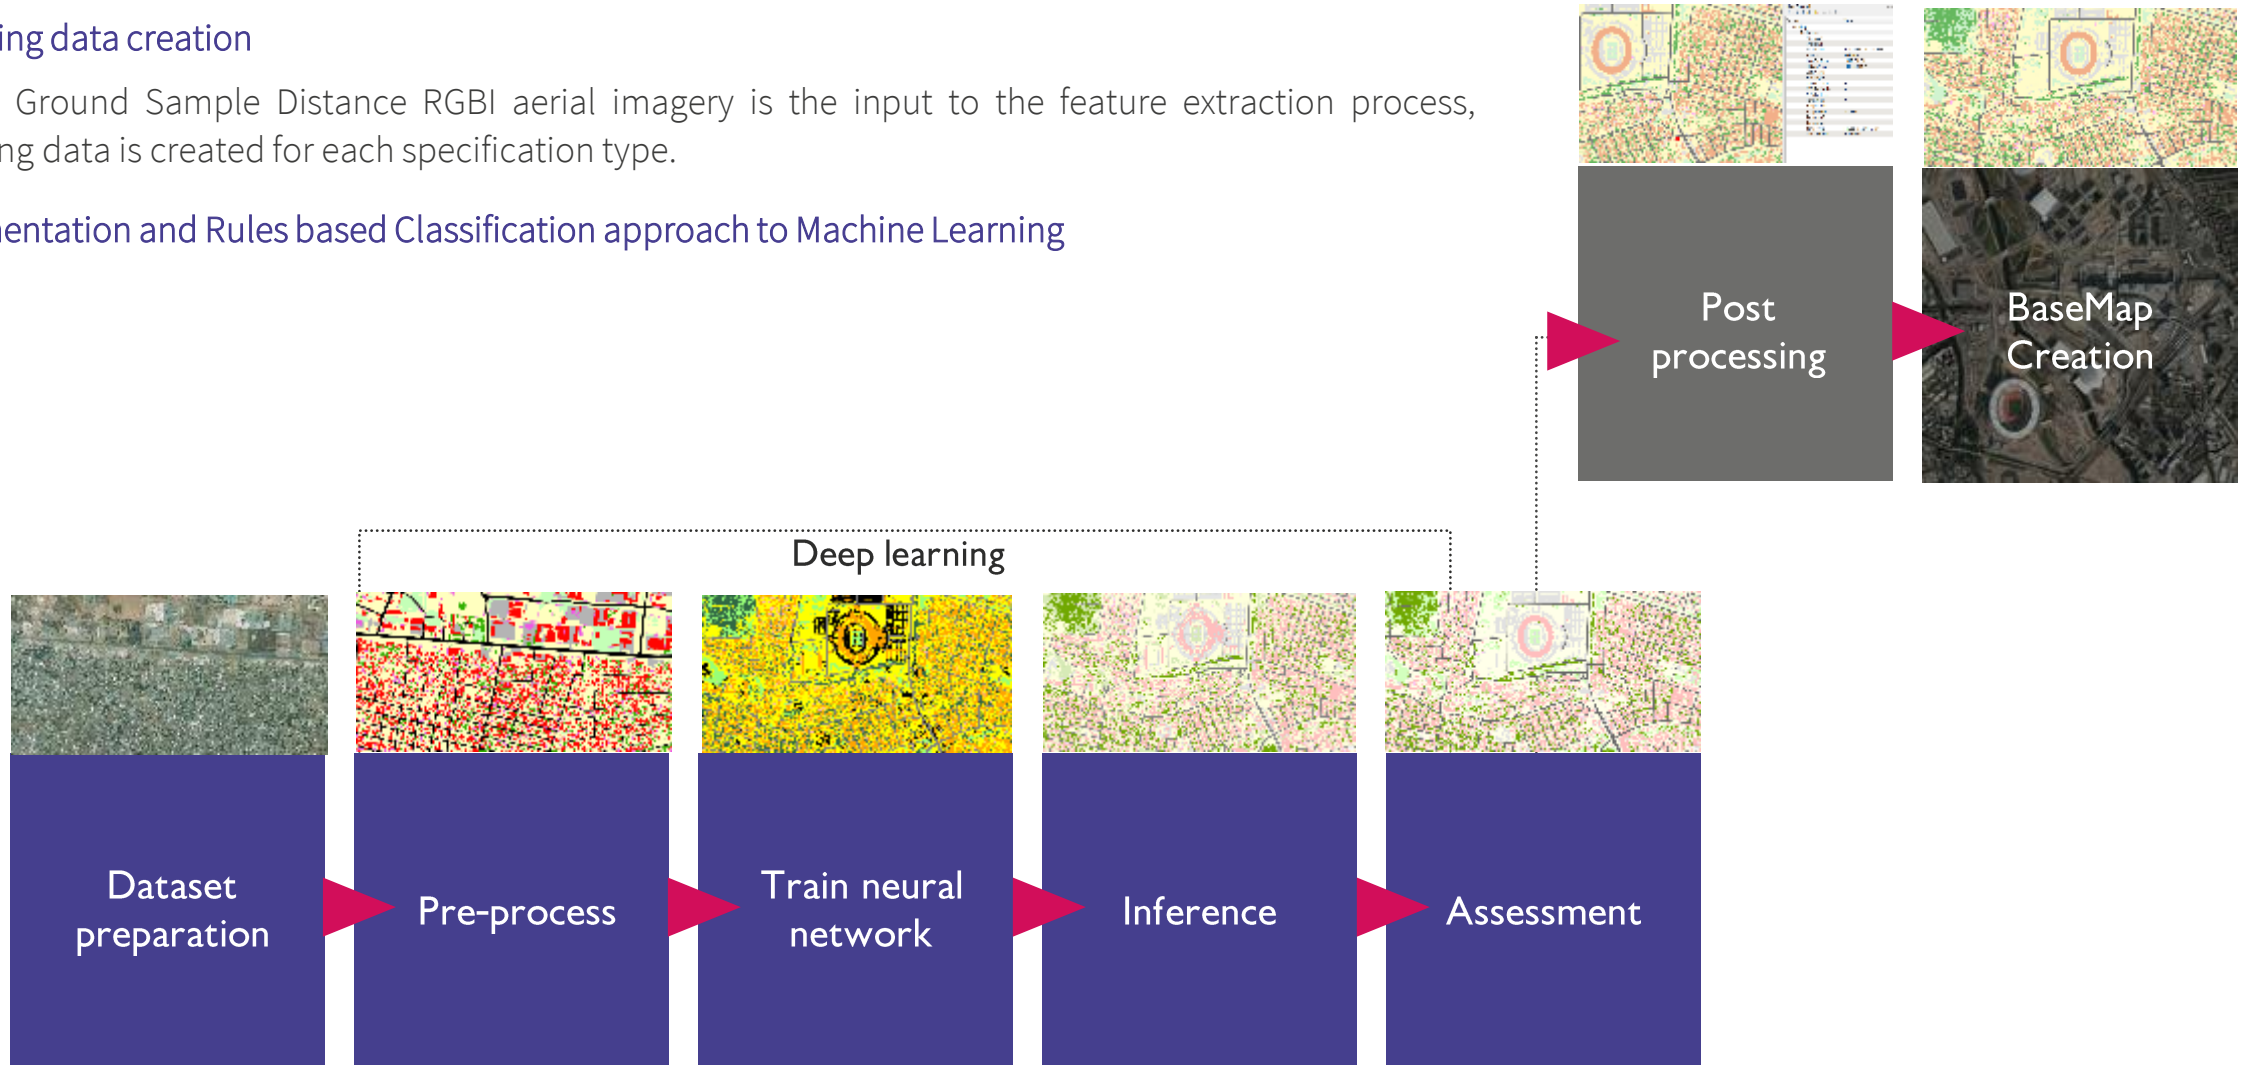 ing data creation
Ground Sample Distance RGBI aerial imagery is the input to the feature extraction process,
ng data is created for each specification type.
entation and Rules based Classification approach to Machine Learning
Post
processing
BaseMap
Creation
Deep learning
Dataset
preparation
Pre-process
Train neural
network
Inference
Assessment